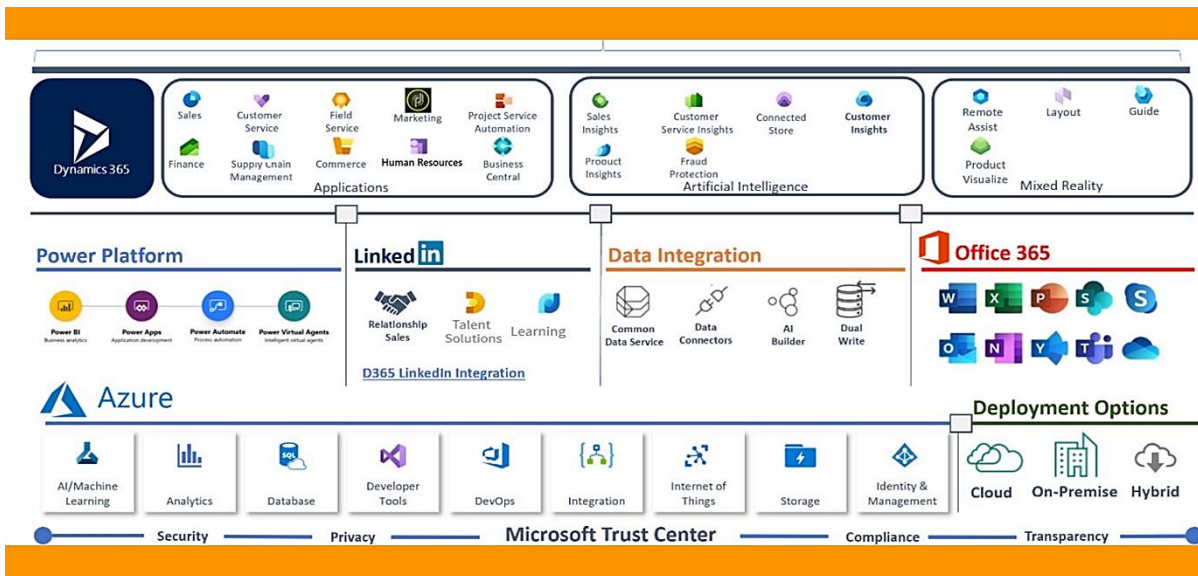 Dynamics 365
Sales
Customer
Service
Field
Service
Marketing
Project Service
Automation
Finance
Supply Chain
Management
Commerce
Human Resources
Business
Central
Applications
Sales
Insights
Customer
Service Insights
Connected
Store
Customer
Insights
Product
Insights
Fraud
Protection
Artificial Intelligence
Remote
Assist
Layout
Guide
Product
Visualize
Mixed Reality
Power Platform
Power BI
Business analytics
Power Apps
Application development
Power Automate
Process automation
Power Virtual Agents
Intelligent virtual agents
Linked in
Relationship
Sales
Talent
Solutions
Learning
D365 LinkedIn Integration
Data Integration
Common
Data Service
Data
Connectors
AI
Builder
Dual
Write
Office 365
W X P S S
O N Y T
Azure
AI/Machine
Learning
Analytics
SQL
Database
Developer
Tools
DevOps
Integration
Internet of
Things
Storage
Identity &
Management
Deployment Options
Cloud
On-Premise
Hybrid
Security
Privacy
Microsoft Trust Center
Compliance
Transparency